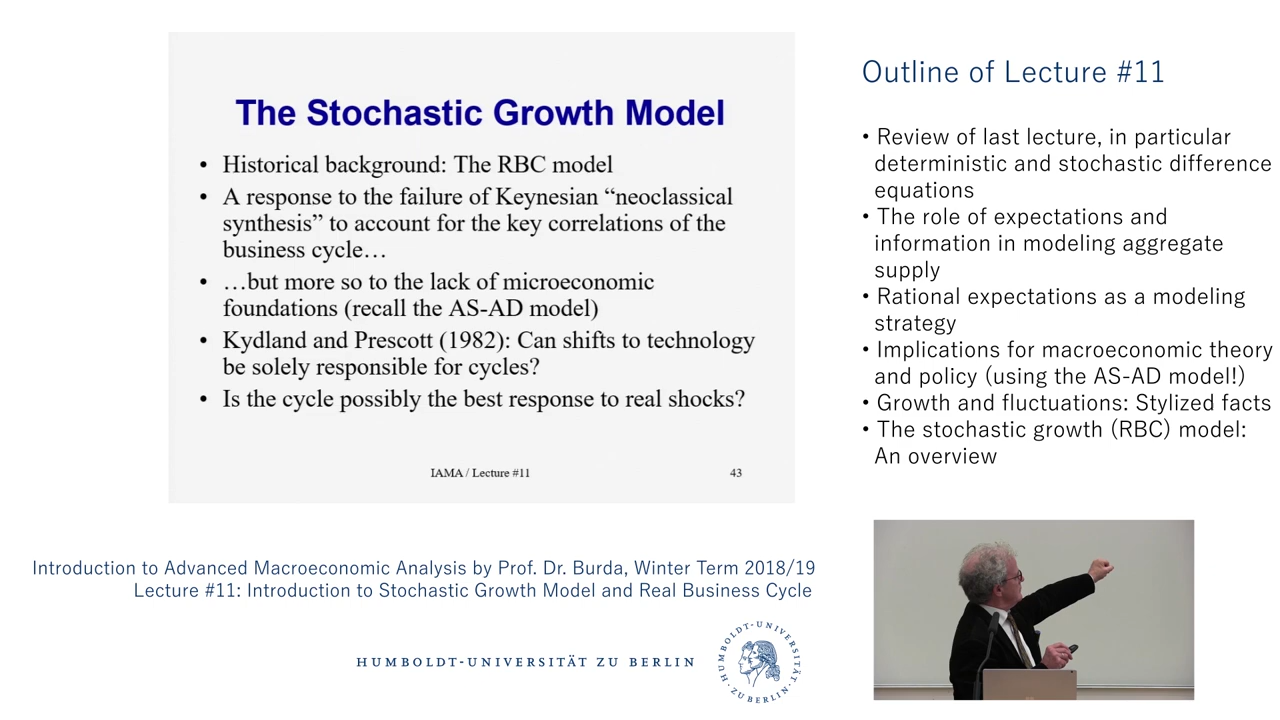 The Stochastic Growth Model
• Historical background: The RBC model
• A response to the failure of Keynesian “neoclassical
synthesis” to account for the key correlations of the
business cycle…
• …but more so to the lack of microeconomic
foundations (recall the AS-AD model)
• Kydland and Prescott (1982): Can shifts to technology
be solely responsible for cycles?
• Is the cycle possibly the best response to real shocks?
IAMA / Lecture #11
43
Outline of Lecture #11
• Review of last lecture, in particular
deterministic and stochastic difference
equations
• The role of expectations and
information in modeling aggregate
supply
• Rational expectations as a modeling
strategy
• Implications for macroeconomic theory
and policy (using the AS-AD model!)
• Growth and fluctuations: Stylized facts
• The stochastic growth (RBC) model:
An overview
Introduction to Advanced Macroeconomic Analysis by Prof. Dr. Burda, Winter Term 2018/19
Lecture #11: Introduction to Stochastic Growth Model and Real Business Cycle
HUMBOLDT-UNIVERSITÄT ZU BERLIN
HUMBOLDT-UNIVERSITÄT
ZU BERLIN